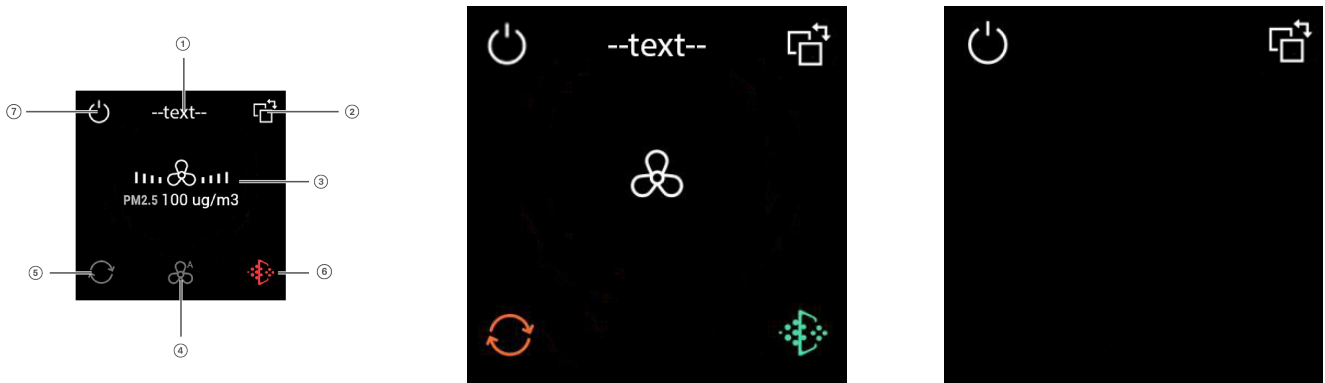 ①
⑦ --text-- ②
③
PM2.5 100 ug/m3
⑤ A ⑥
④
--text--